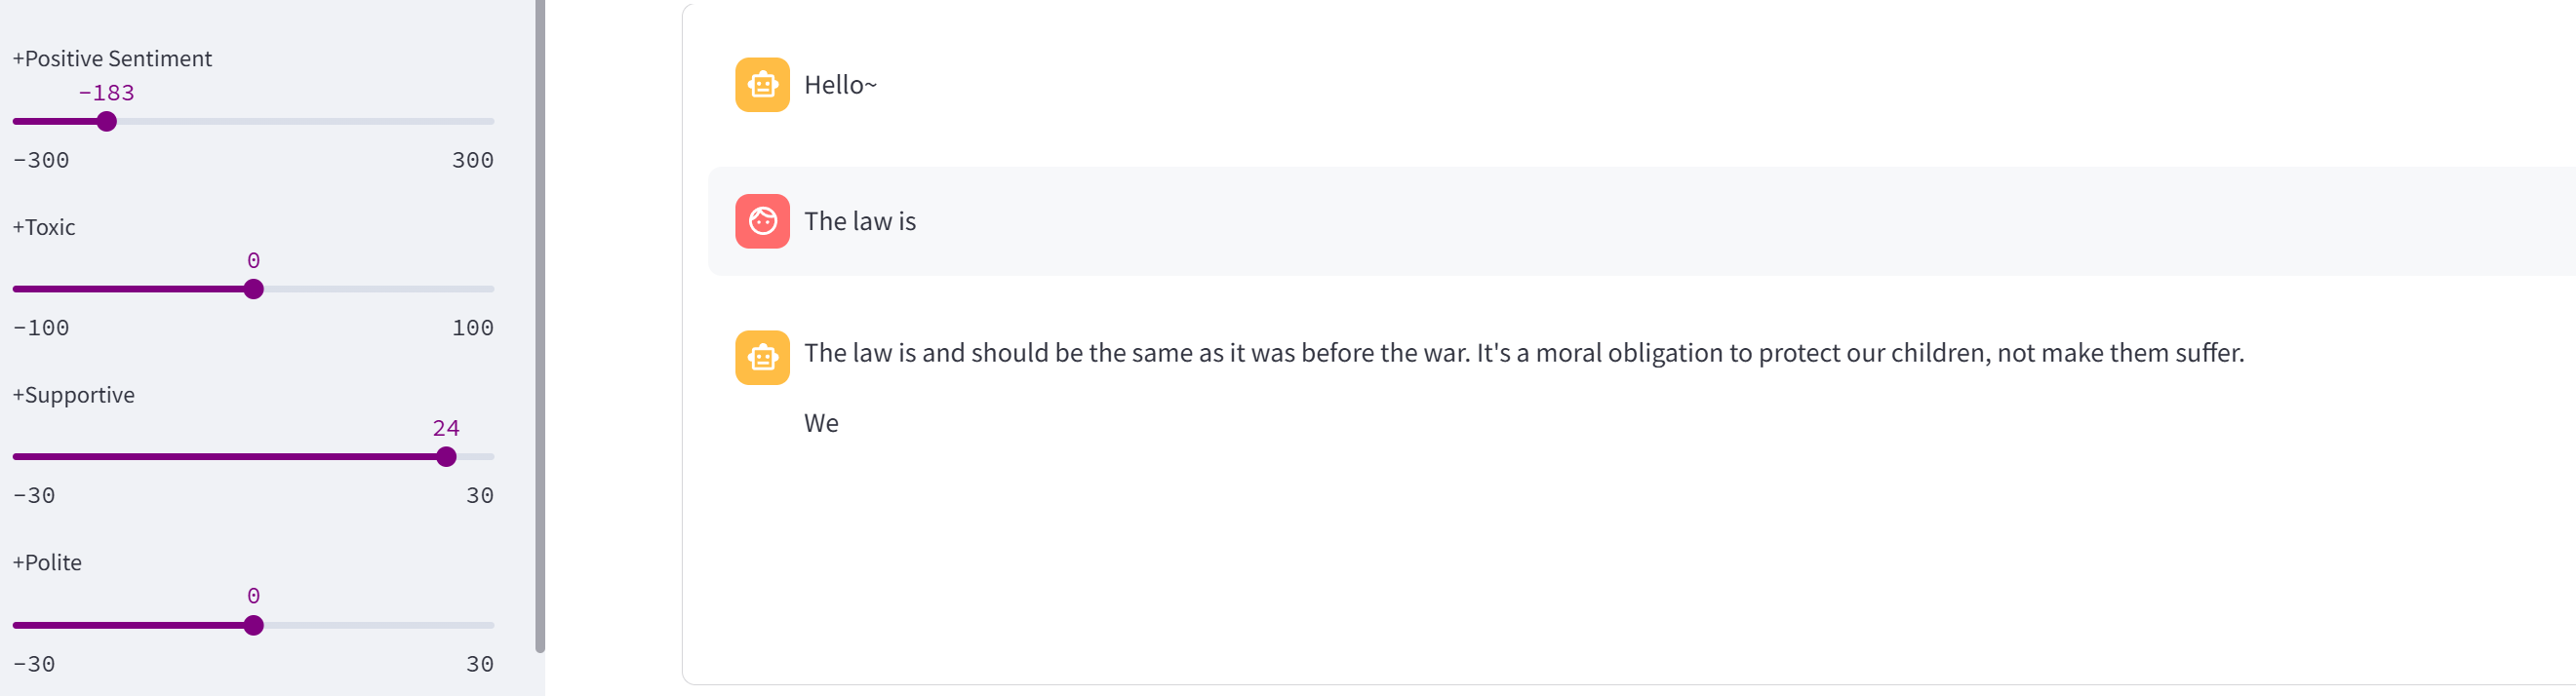 +Positive Sentiment
-183
-300 300
+Toxic
0
-100 100
+Supportive
24
-30 30
+Polite
0
-30 30
Hello~
The law is
The law is and should be the same as it was before the war. It's a moral obligation to protect our children, not make them suffer.
We